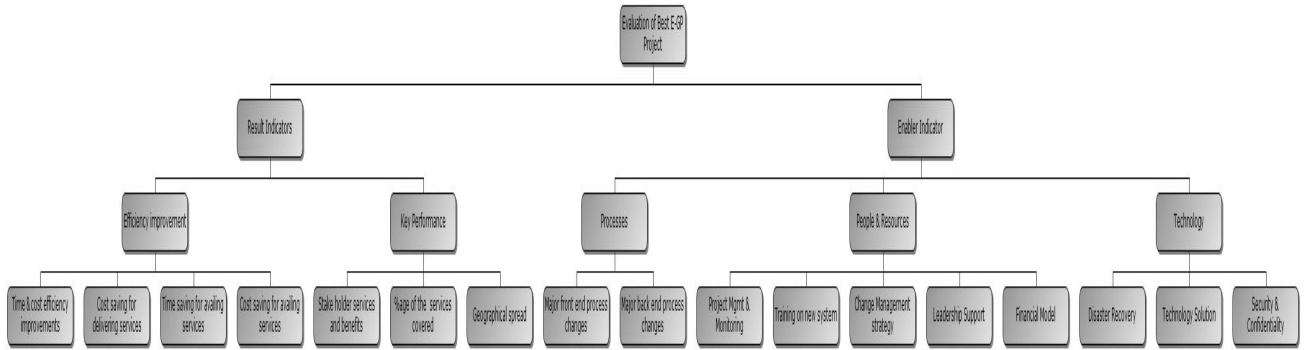 Evaluation of Best E-GP
Project
Result Indicators
Enabler Indicator
Efficiency improvement
Key Performance
Processes
People & Resources
Technology
Time & cost efficiency
improvements
Cost saving for
delivering services
Time saving for availing
services
Cost saving for availing
services
Stake holder services
and benefits
%age of the services
covered
Geographical spread
Major front end process
changes
Major back end process
changes
Project Mgmt &
Monitoring
Training on new system
Change Management
strategy
Leadership Support
Financial Model
Disaster Recovery
Technology Solution
Security &
Confidentiality